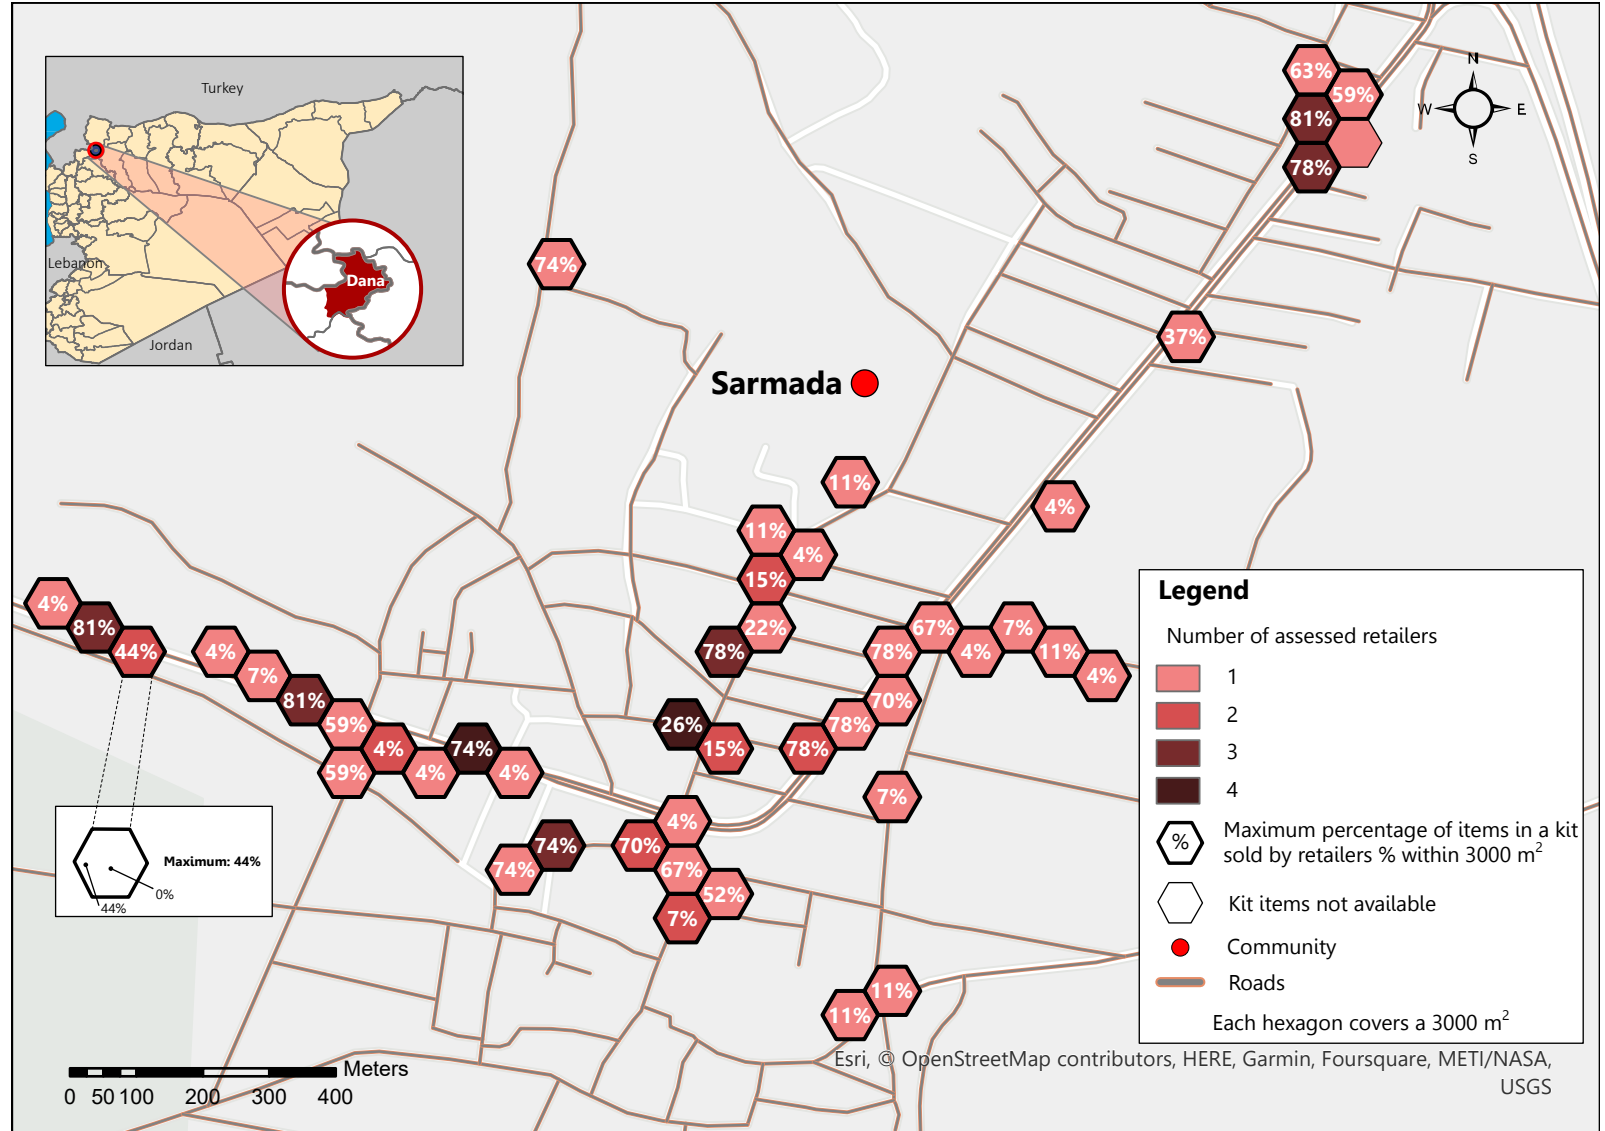 Turkey
Lebanon
Jordan
Dana
N
W
E
S
63%
59%
81%
78%
74%
37%
Sarmada
11%
4%
11%
4%
15%
22%
78%
4%
81%
44%
4%
7%
81%
59%
4%
59%
4%
74%
4%
26%
15%
67%
7%
78%
4%
11%
4%
70%
78%
78%
7%
4%
74%
70%
74%
67%
52%
7%
11%
11%
Maximum: 44%
0%
44%
Legend
Number of assessed retailers
1
2
3
4
% Maximum percentage of items in a kit
sold by retailers % within 3000 m²
Kit items not available
Community
Roads
Each hexagon covers a 3000 m²
Meters
0 50 100 200 300 400
Esri, © OpenStreetMap contributors, HERE, Garmin, Foursquare, METI/NASA,
USGS